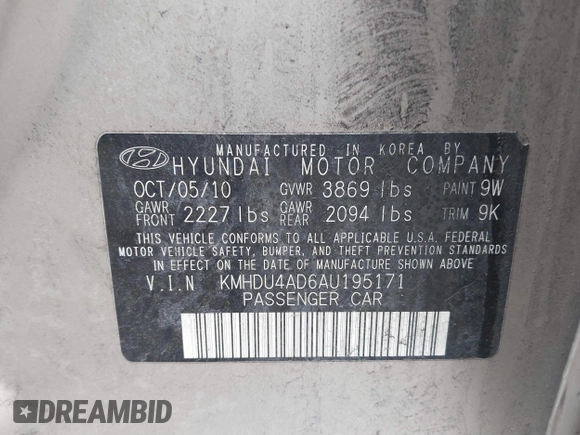 MANUFACTURED IN KOREA BY
HYUNDAI MOTOR COMPANY
OCT/05/10 GVWR 3869 lbs PAINT 9W
GAWR FRONT 2227 lbs GAWR REAR 2094 lbs TRIM 9K
THIS VEHICLE CONFORMS TO ALL APPLICABLE U.S.A. FEDERAL
MOTOR VEHICLE SAFETY, BUMPER, AND THEFT PREVENTION STANDARDS
IN EFFECT ON THE DATE OF MANUFACTURE SHOWN ABOVE.
V.I.N KMHDU4AD6AU195171
PASSENGER CAR
DREAMBID